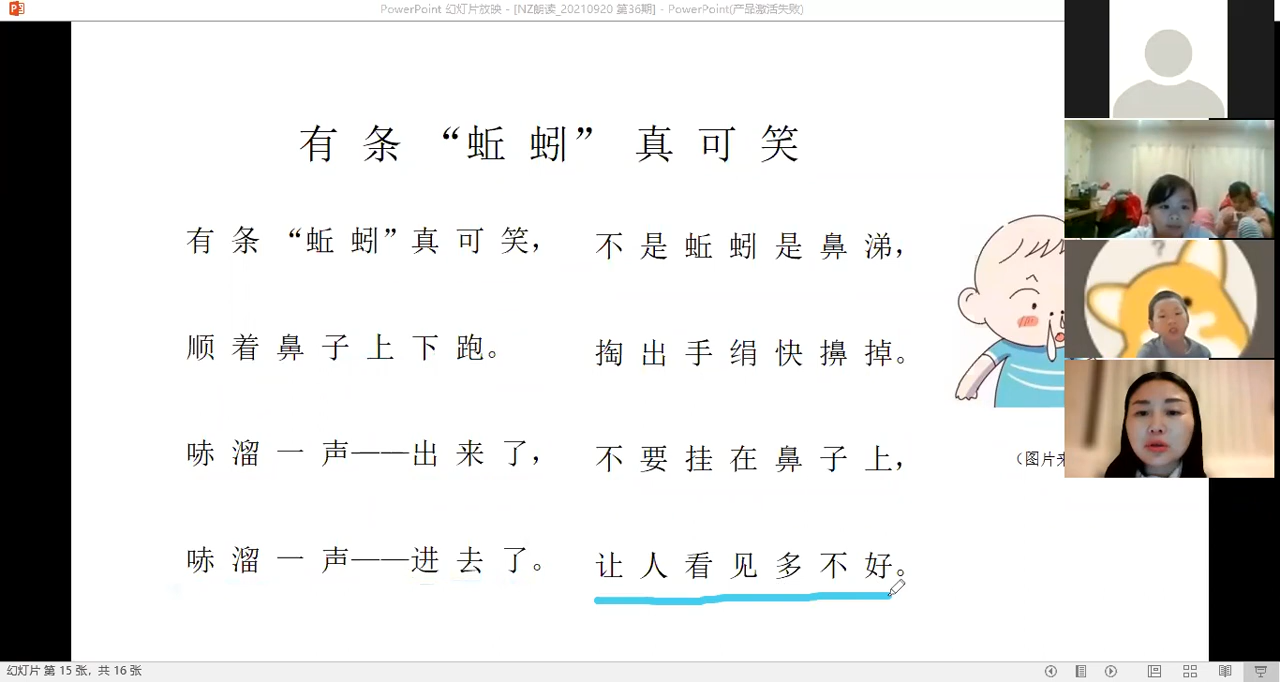 PowerPoint 幻灯片放映 - [NZ朗读_20210920 第36期] - PowerPoint(产品激活失败)
有条“蚯蚓”真可笑
有条“蚯蚓”真可笑，
顺着鼻子上下跑。
哧溜一声——出来了，
哧溜一声——进去了。
不是蚯蚓是鼻涕，
掏出手绢快擤掉。
不要挂在鼻子上，
让人看见多不好。
（图片来
幻灯片 第 15 张，共 16 张